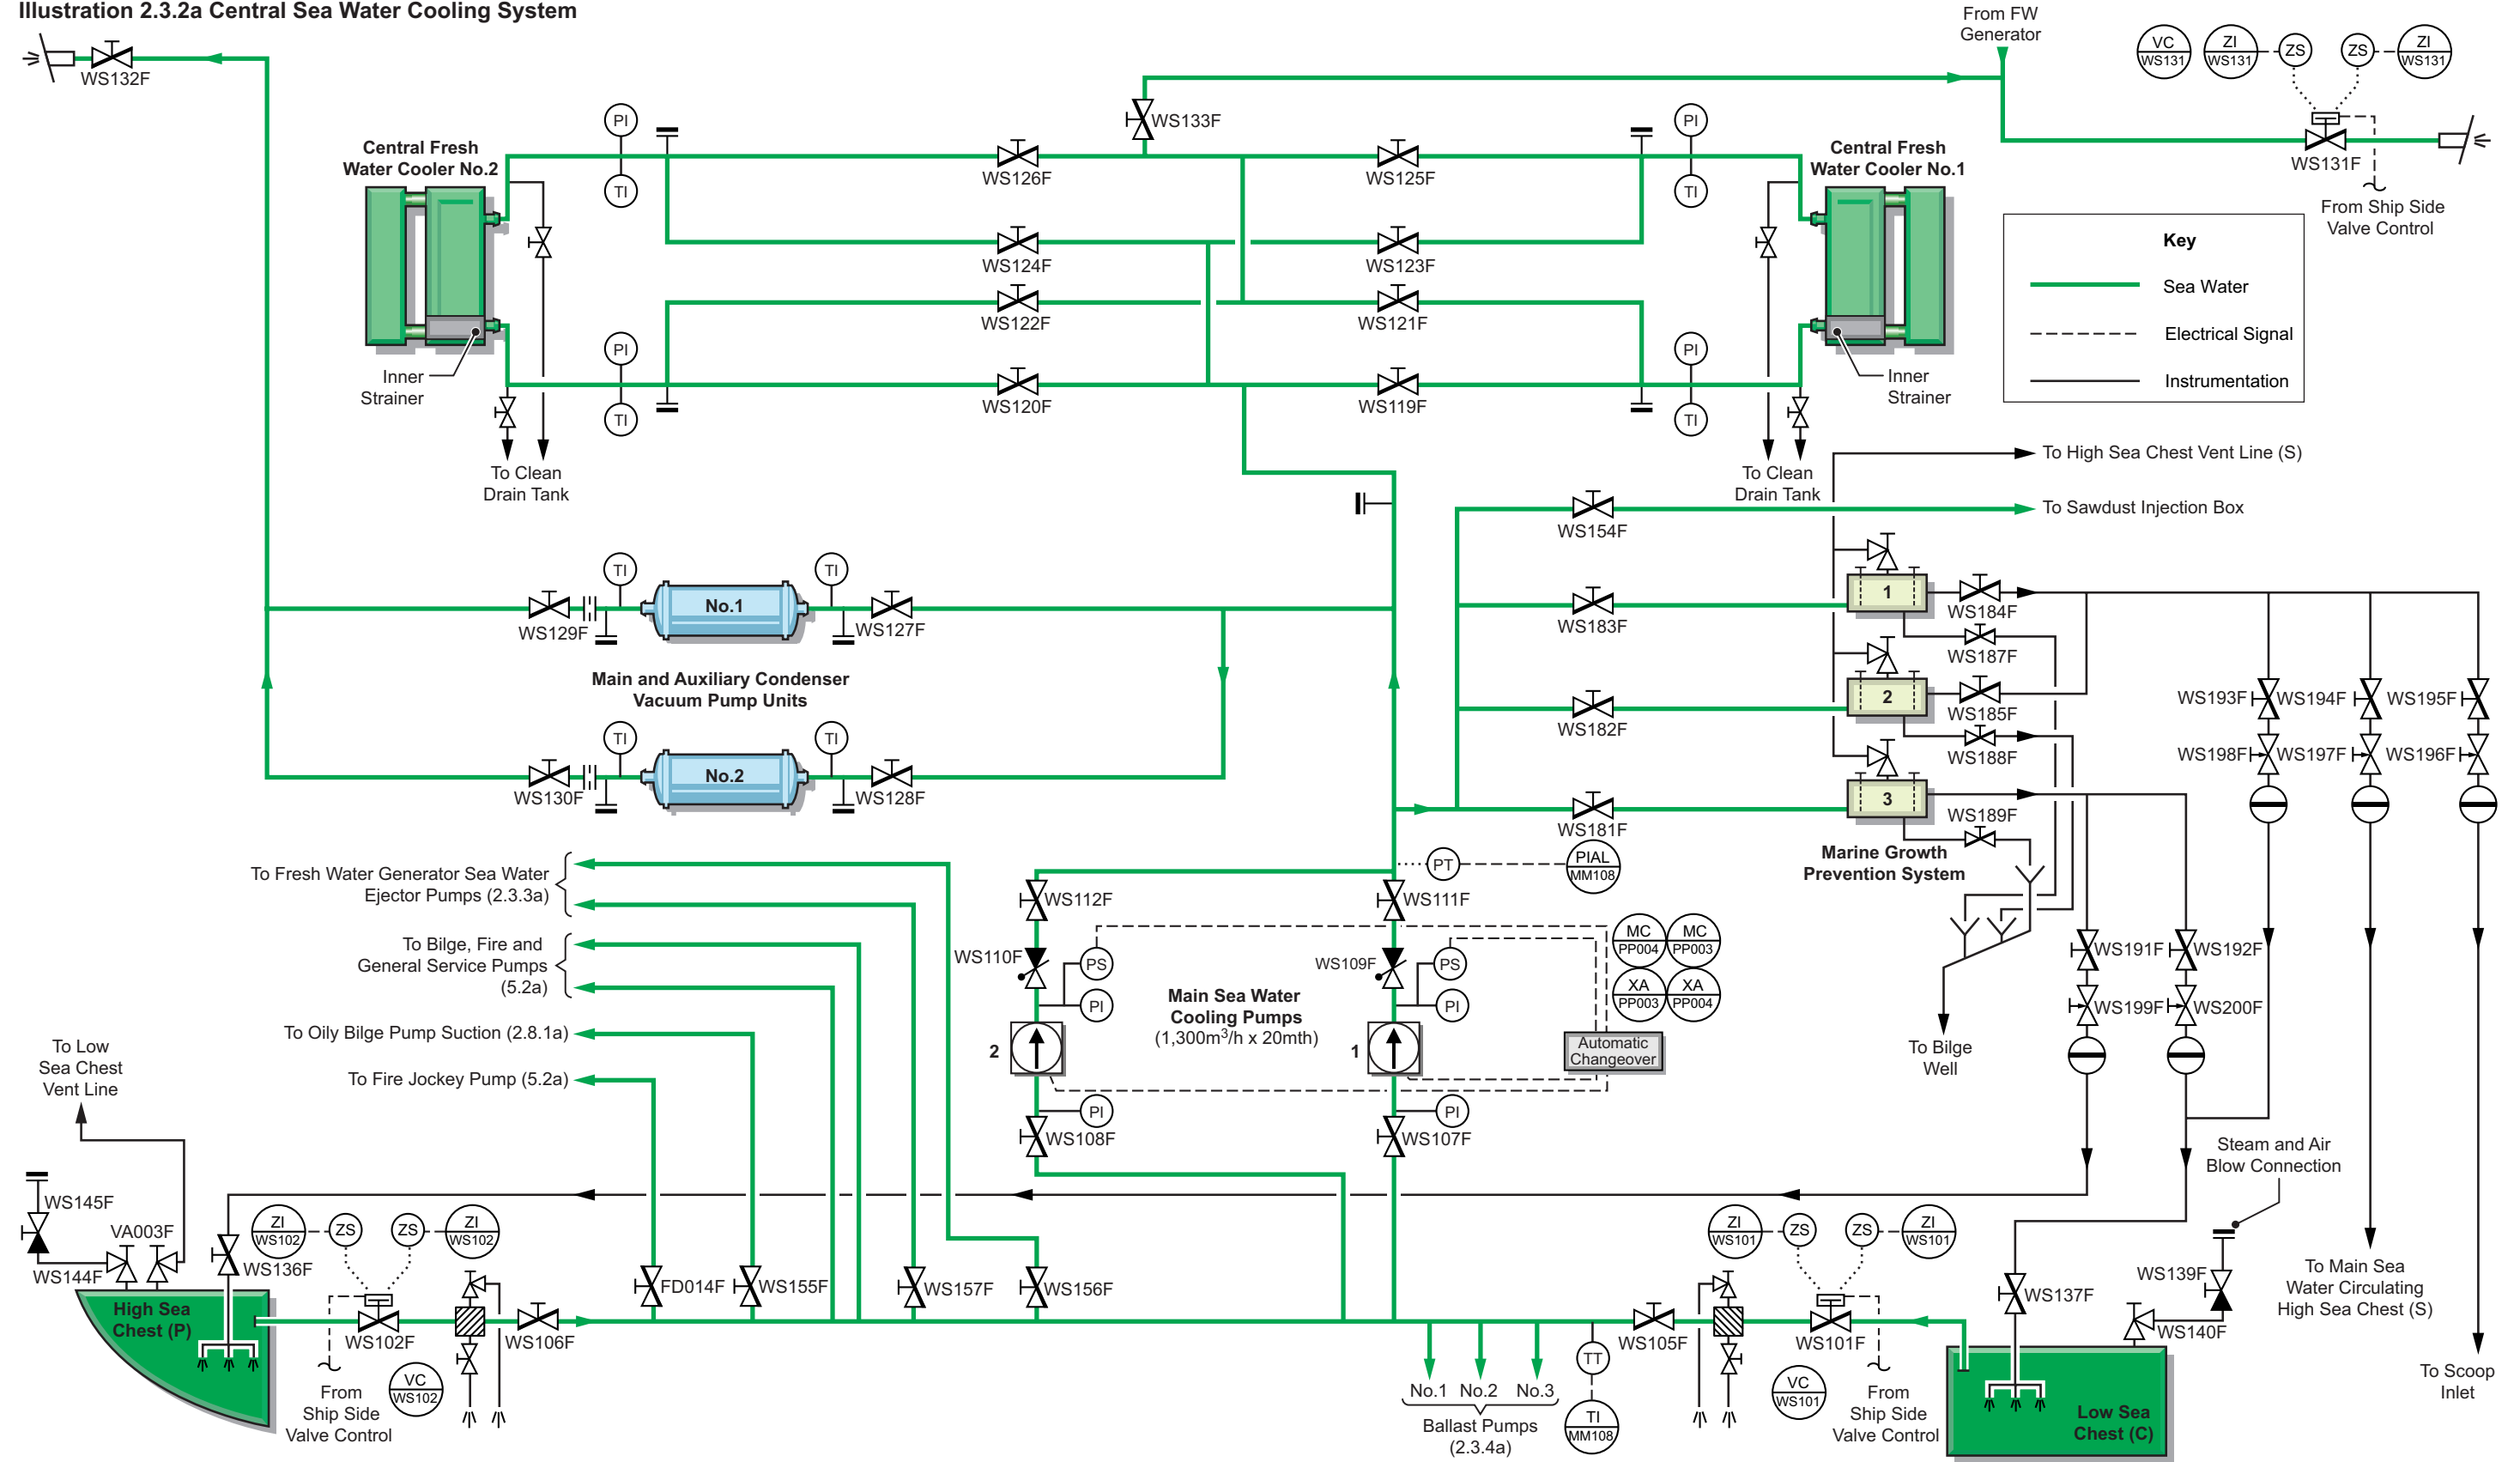 Illustration 2.3.2a Central Sea Water Cooling System
WS132F
From FW
Generator
VC
WS131
ZI
WS131
ZS
ZS
ZI
WS131
WS131F
From Ship Side
Valve Control
Key
Sea Water
Electrical Signal
Instrumentation
Central Fresh
Water Cooler No.2
PI
TI
WS126F
WS133F
WS125F
PI
TI
Central Fresh
Water Cooler No.1
WS124F
WS123F
WS122F
WS121F
PI
TI
WS120F
WS119F
PI
TI
Inner
Strainer
Inner
Strainer
To Clean
Drain Tank
To Clean
Drain Tank
To High Sea Chest Vent Line (S)
To Sawdust Injection Box
WS154F
WS129F
TI
No.1
TI
WS127F
Main and Auxiliary Condenser
Vacuum Pump Units
WS130F
TI
No.2
TI
WS128F
WS183F
1
WS184F
WS187F
WS182F
2
WS185F
WS188F
WS181F
3
WS189F
Marine Growth
Prevention System
WS193F
WS194F
WS195F
WS198F
WS197F
WS196F
To Fresh Water Generator Sea Water
Ejector Pumps (2.3.3a)
To Bilge, Fire and
General Service Pumps
(5.2a)
To Oily Bilge Pump Suction (2.8.1a)
To Fire Jockey Pump (5.2a)
PT
PIAL
MM108
WS112F
WS111F
WS110F
PS
PI
WS109F
PS
PI
MC
PP004
MC
PP003
XA
PP003
XA
PP004
Main Sea Water
Cooling Pumps
(1,300m³/h x 20mth)
2
1
Automatic
Changeover
PI
WS108F
PI
WS107F
WS191F
WS192F
WS199F
WS200F
To Bilge
Well
To Low
Sea Chest
Vent Line
WS145F
VA003F
WS144F
WS136F
High Sea
Chest (P)
ZI
WS102
ZS
ZS
ZI
WS102
WS102F
From
Ship Side
Valve Control
VC
WS102
WS106F
FD014F
WS155F
WS157F
WS156F
No.1
No.2
No.3
Ballast Pumps
(2.3.4a)
TT
TI
MM108
WS105F
ZI
WS101
ZS
ZS
ZI
WS101
WS101F
VC
WS101
From
Ship Side
Valve Control
WS137F
Steam and Air
Blow Connection
WS139F
WS140F
Low Sea
Chest (C)
To Main Sea
Water Circulating
High Sea Chest (S)
To Scoop
Inlet